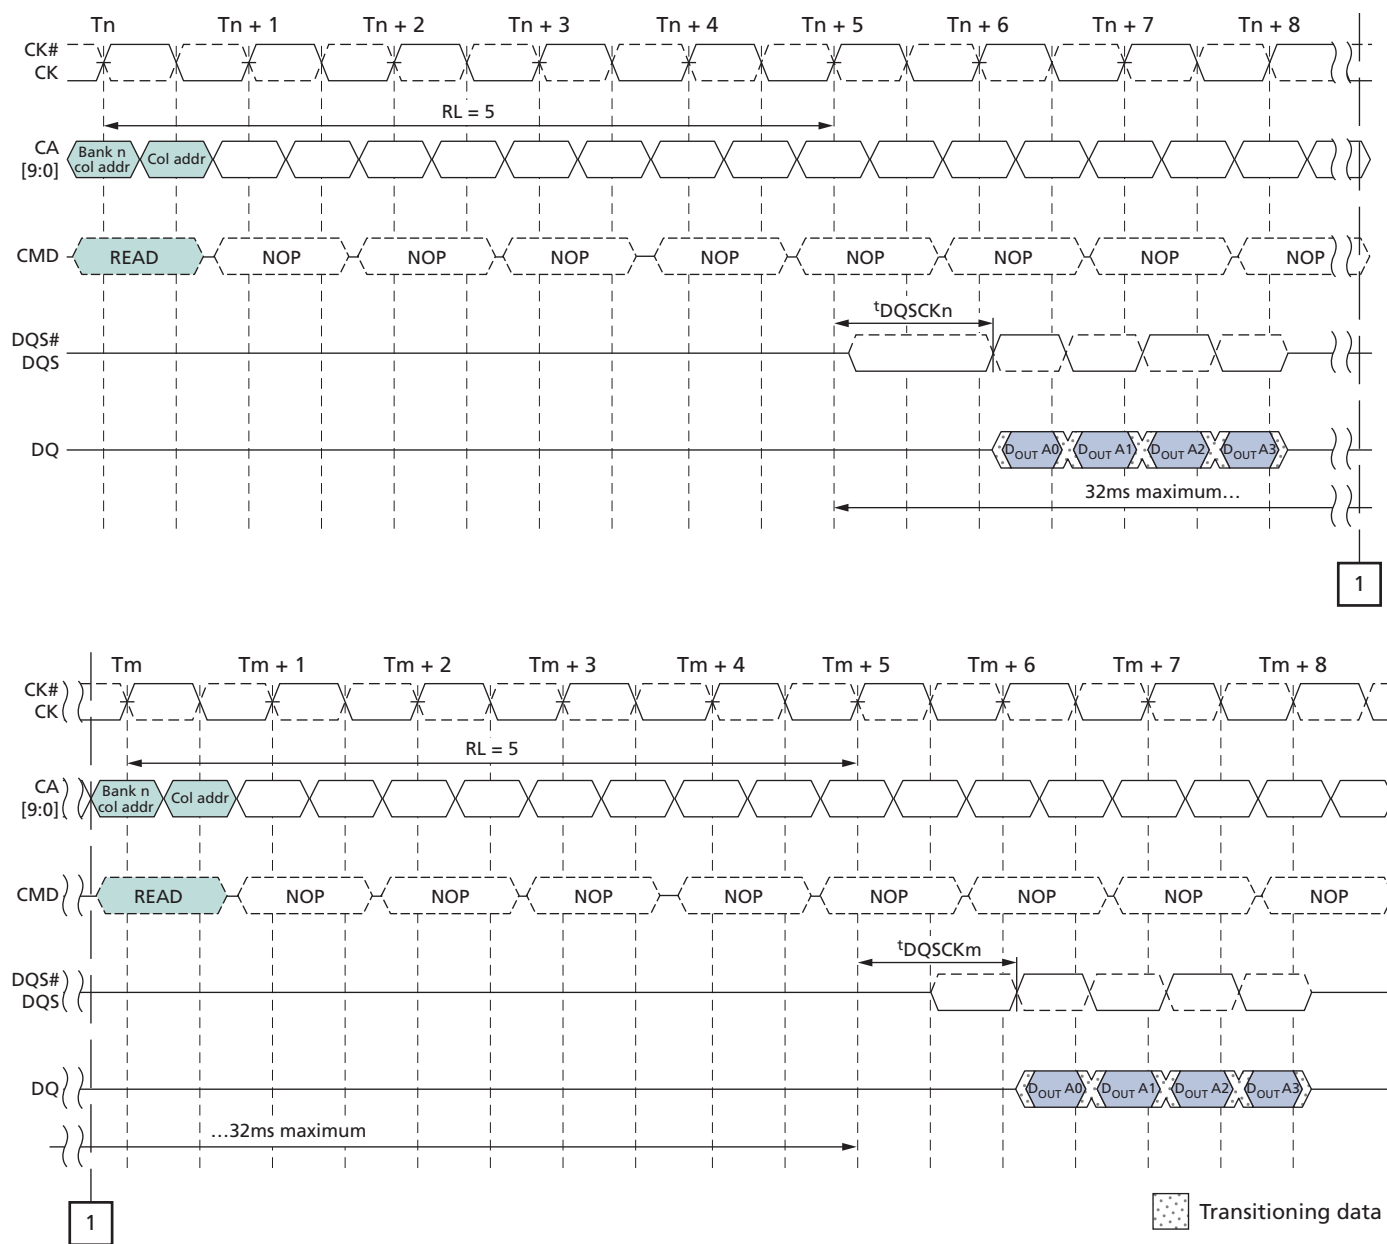 Tn Tn + 1 Tn + 2 Tn + 3 Tn + 4 Tn + 5 Tn + 6 Tn + 7 Tn + 8
CK#
CK
RL = 5
CA
[9:0]
Bank n
col addr
Col addr
CMD
READ NOP NOP NOP NOP NOP NOP NOP NOP
tDQSCKn
DQS#
DQS
DQ
DOUT A0 DOUT A1 DOUT A2 DOUT A3
32ms maximum…
1
Tm Tm + 1 Tm + 2 Tm + 3 Tm + 4 Tm + 5 Tm + 6 Tm + 7 Tm + 8
CK#
CK
RL = 5
CA
[9:0]
Bank n
col addr
Col addr
CMD
READ NOP NOP NOP NOP NOP NOP NOP NOP
tDQSCKm
DQS#
DQS
DQ
DOUT A0 DOUT A1 DOUT A2 DOUT A3
…32ms maximum
1
Transitioning data